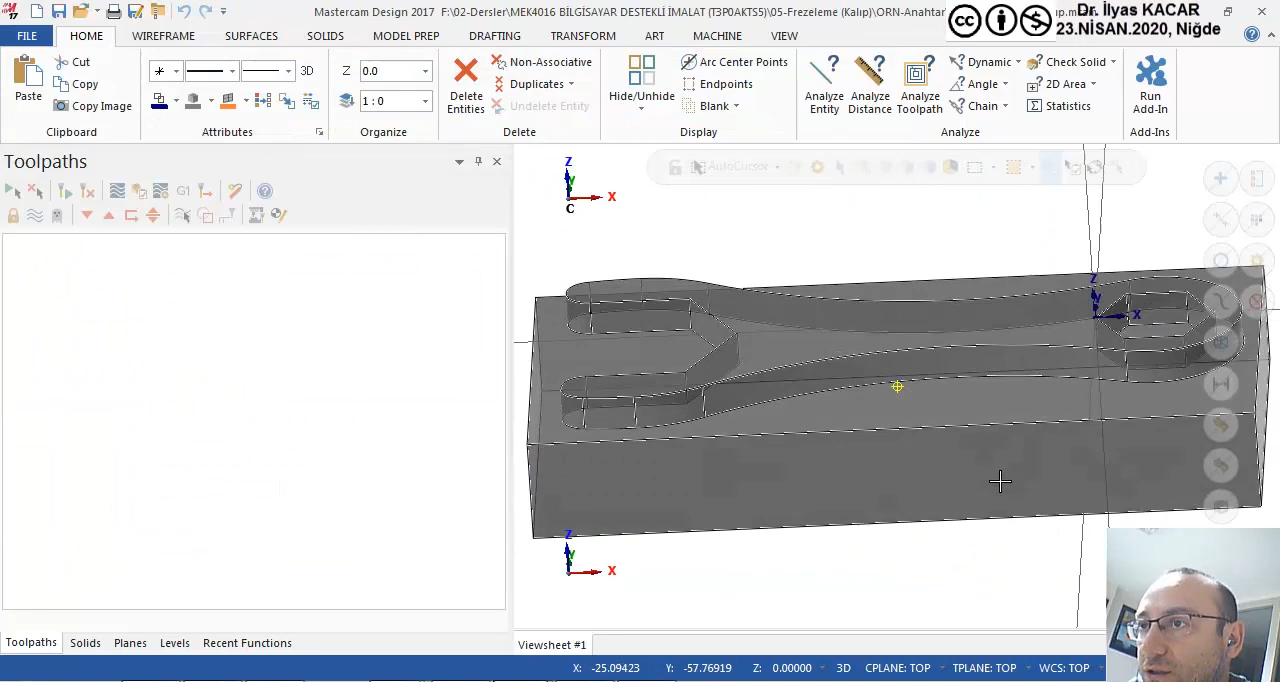 Mastercam Design 2017 F:\02-Derdler\MEK4016 BİLGİSAYAR DESTEKLİ İMALAT (T3P0AKTS5)\05-Frezeleme (Kalıp)\ORN-Anahtar
Dr. İlyas KACAR
23.NİSAN.2020, Niğde
FILE HOME WIREFRAME SURFACES SOLIDS MODEL PREP DRAFTING TRANSFORM ART MACHINE VIEW
Paste
Cut
Copy
Copy Image
Clipboard
3D
Attributes
Z 0.0
1 : 0
Organize
Delete Entities
Non-Associative
Duplicates
Undelete Entity
Delete
Hide/Unhide
Arc Center Points
Endpoints
Blank
Display
Analyze Entity
Analyze Distance
Analyze Toolpath
Dynamic
Angle
Chain
Check Solid
2D Area
Statistics
Analyze
Run Add-In
Add-Ins
Toolpaths
G1
AutoCursor
Z
Y
X
C
Z
Y
X
Z
Y
X
Toolpaths Solids Planes Levels Recent Functions
Viewsheet #1
X: -25.09423 Y: -57.76919 Z: 0.00000 3D CPLANE: TOP TPLANE: TOP WCS: TOP